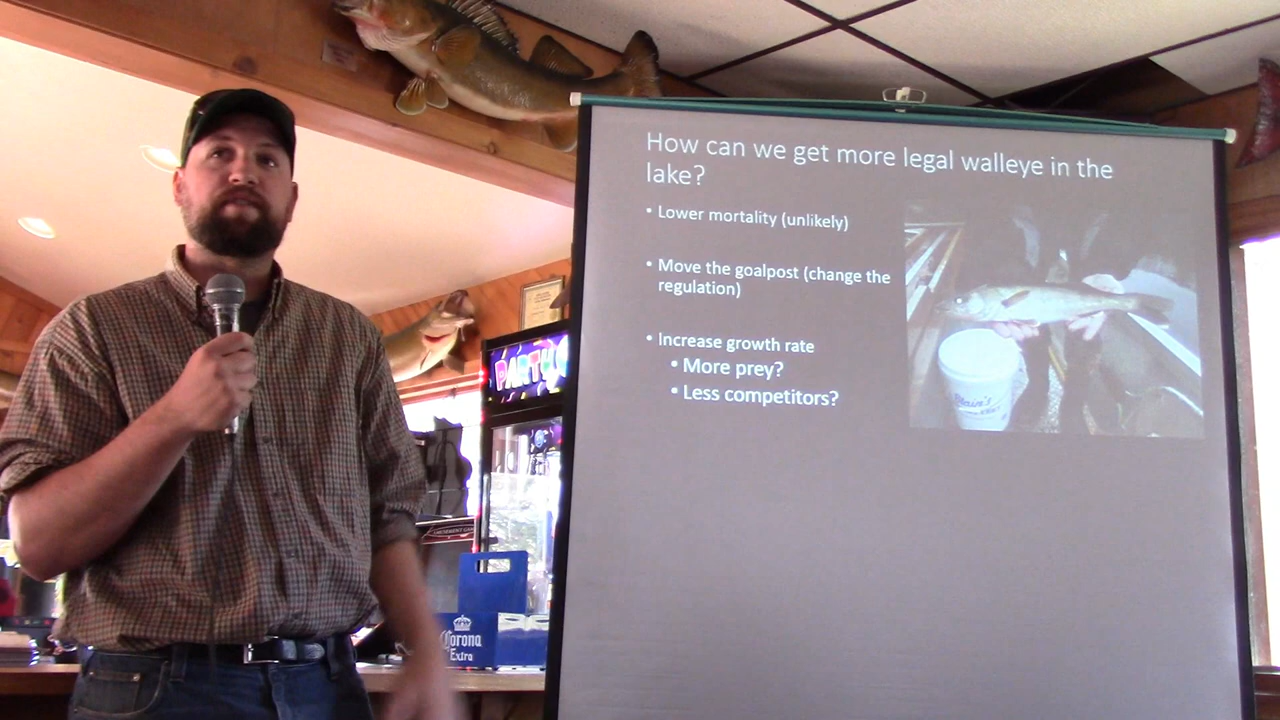 How can we get more legal walleye in the
lake?
• Lower mortality (unlikely)
• Move the goalpost (change the
regulation)
• Increase growth rate
• More prey?
• Less competitors?
PARTY
Corona
Extra